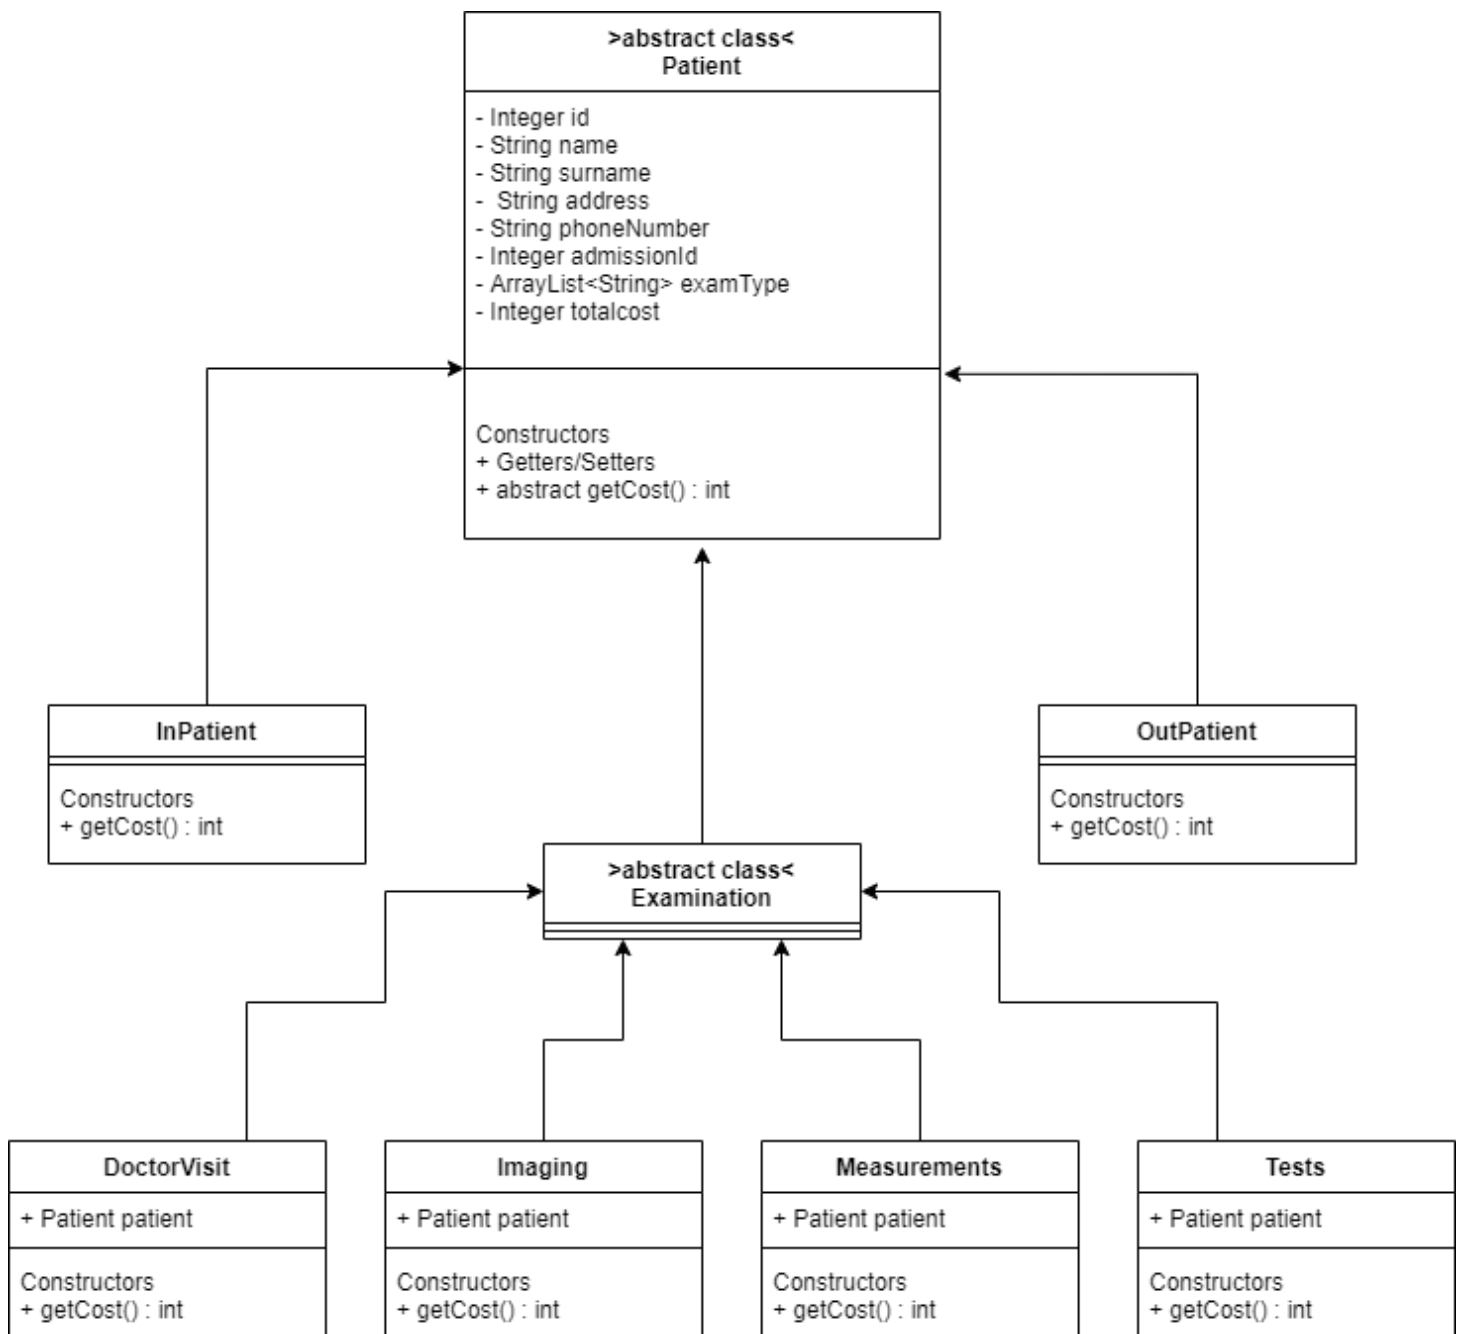 >abstract class<
Patient
- Integer id
- String name
- String surname
-  String address
- String phoneNumber
- Integer admissionId
- ArrayList<String> examType
- Integer totalcost
Constructors
+ Getters/Setters
+ abstract getCost() : int
InPatient
Constructors
+ getCost() : int
OutPatient
Constructors
+ getCost() : int
>abstract class<
Examination
DoctorVisit
+ Patient patient
Constructors
+ getCost() : int
Imaging
+ Patient patient
Constructors
+ getCost() : int
Measurements
+ Patient patient
Constructors
+ getCost() : int
Tests
+ Patient patient
Constructors
+ getCost() : int